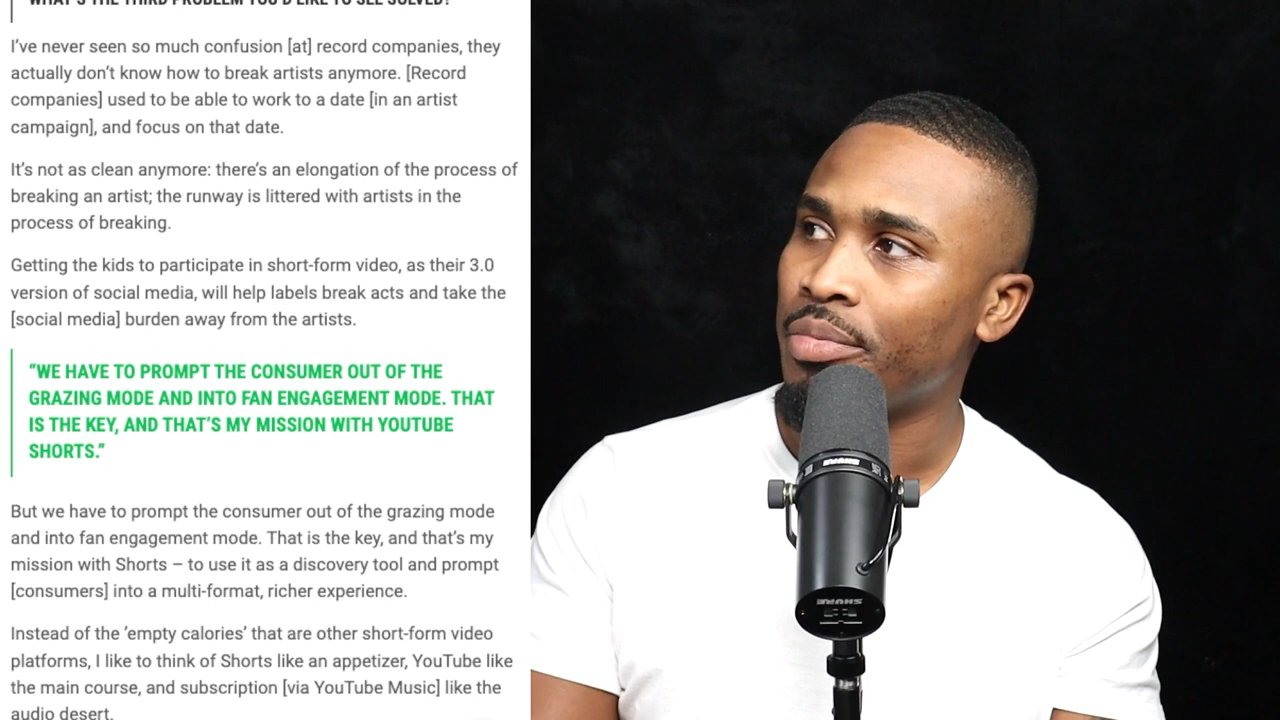 WHAT'S THE THIRD PROBLEM YOU'D LIKE TO SEE SOLVED?
I've never seen so much confusion [at] record companies, they
actually don't know how to break artists anymore. [Record
companies] used to be able to work to a date [in an artist
campaign], and focus on that date.
It's not as clean anymore: there's an elongation of the process of
breaking an artist; the runway is littered with artists in the
process of breaking.
Getting the kids to participate in short-form video, as their 3.0
version of social media, will help labels break acts and take the
[social media] burden away from the artists.
"WE HAVE TO PROMPT THE CONSUMER OUT OF THE
GRAZING MODE AND INTO FAN ENGAGEMENT MODE. THAT
IS THE KEY, AND THAT'S MY MISSION WITH YOUTUBE
SHORTS."
But we have to prompt the consumer out of the grazing mode
and into fan engagement mode. That is the key, and that's my
mission with Shorts – to use it as a discovery tool and prompt
[consumers] into a multi-format, richer experience.
Instead of the 'empty calories' that are other short-form video
platforms, I like to think of Shorts like an appetizer, YouTube like
the main course, and subscription [via YouTube Music] like the
audio desert.
SHURE
SHURE